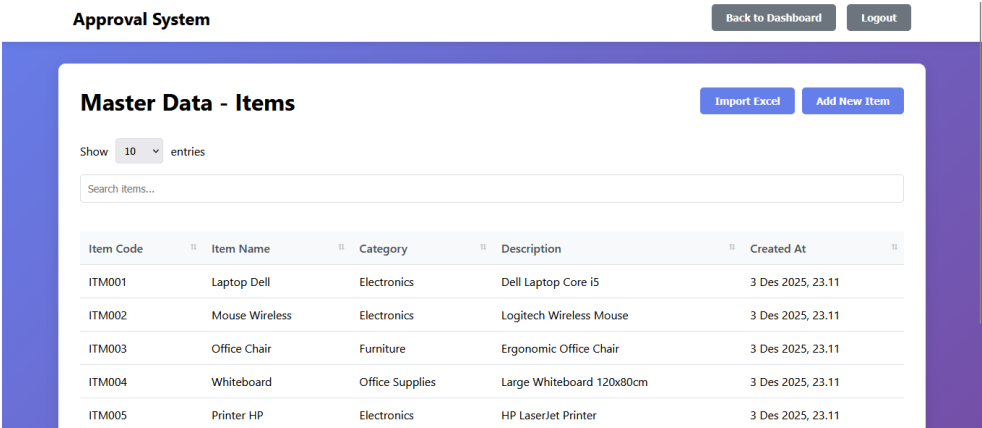 Approval System Back to Dashboard Logout
Master Data - Items Import Excel Add New Item
Show 10 entries
Search items...
Item Code Item Name Category Description Created At
ITM001 Laptop Dell Electronics Dell Laptop Core i5 3 Des 2025, 23.11
ITM002 Mouse Wireless Electronics Logitech Wireless Mouse 3 Des 2025, 23.11
ITM003 Office Chair Furniture Ergonomic Office Chair 3 Des 2025, 23.11
ITM004 Whiteboard Office Supplies Large Whiteboard 120x80cm 3 Des 2025, 23.11
ITM005 Printer HP Electronics HP LaserJet Printer 3 Des 2025, 23.11